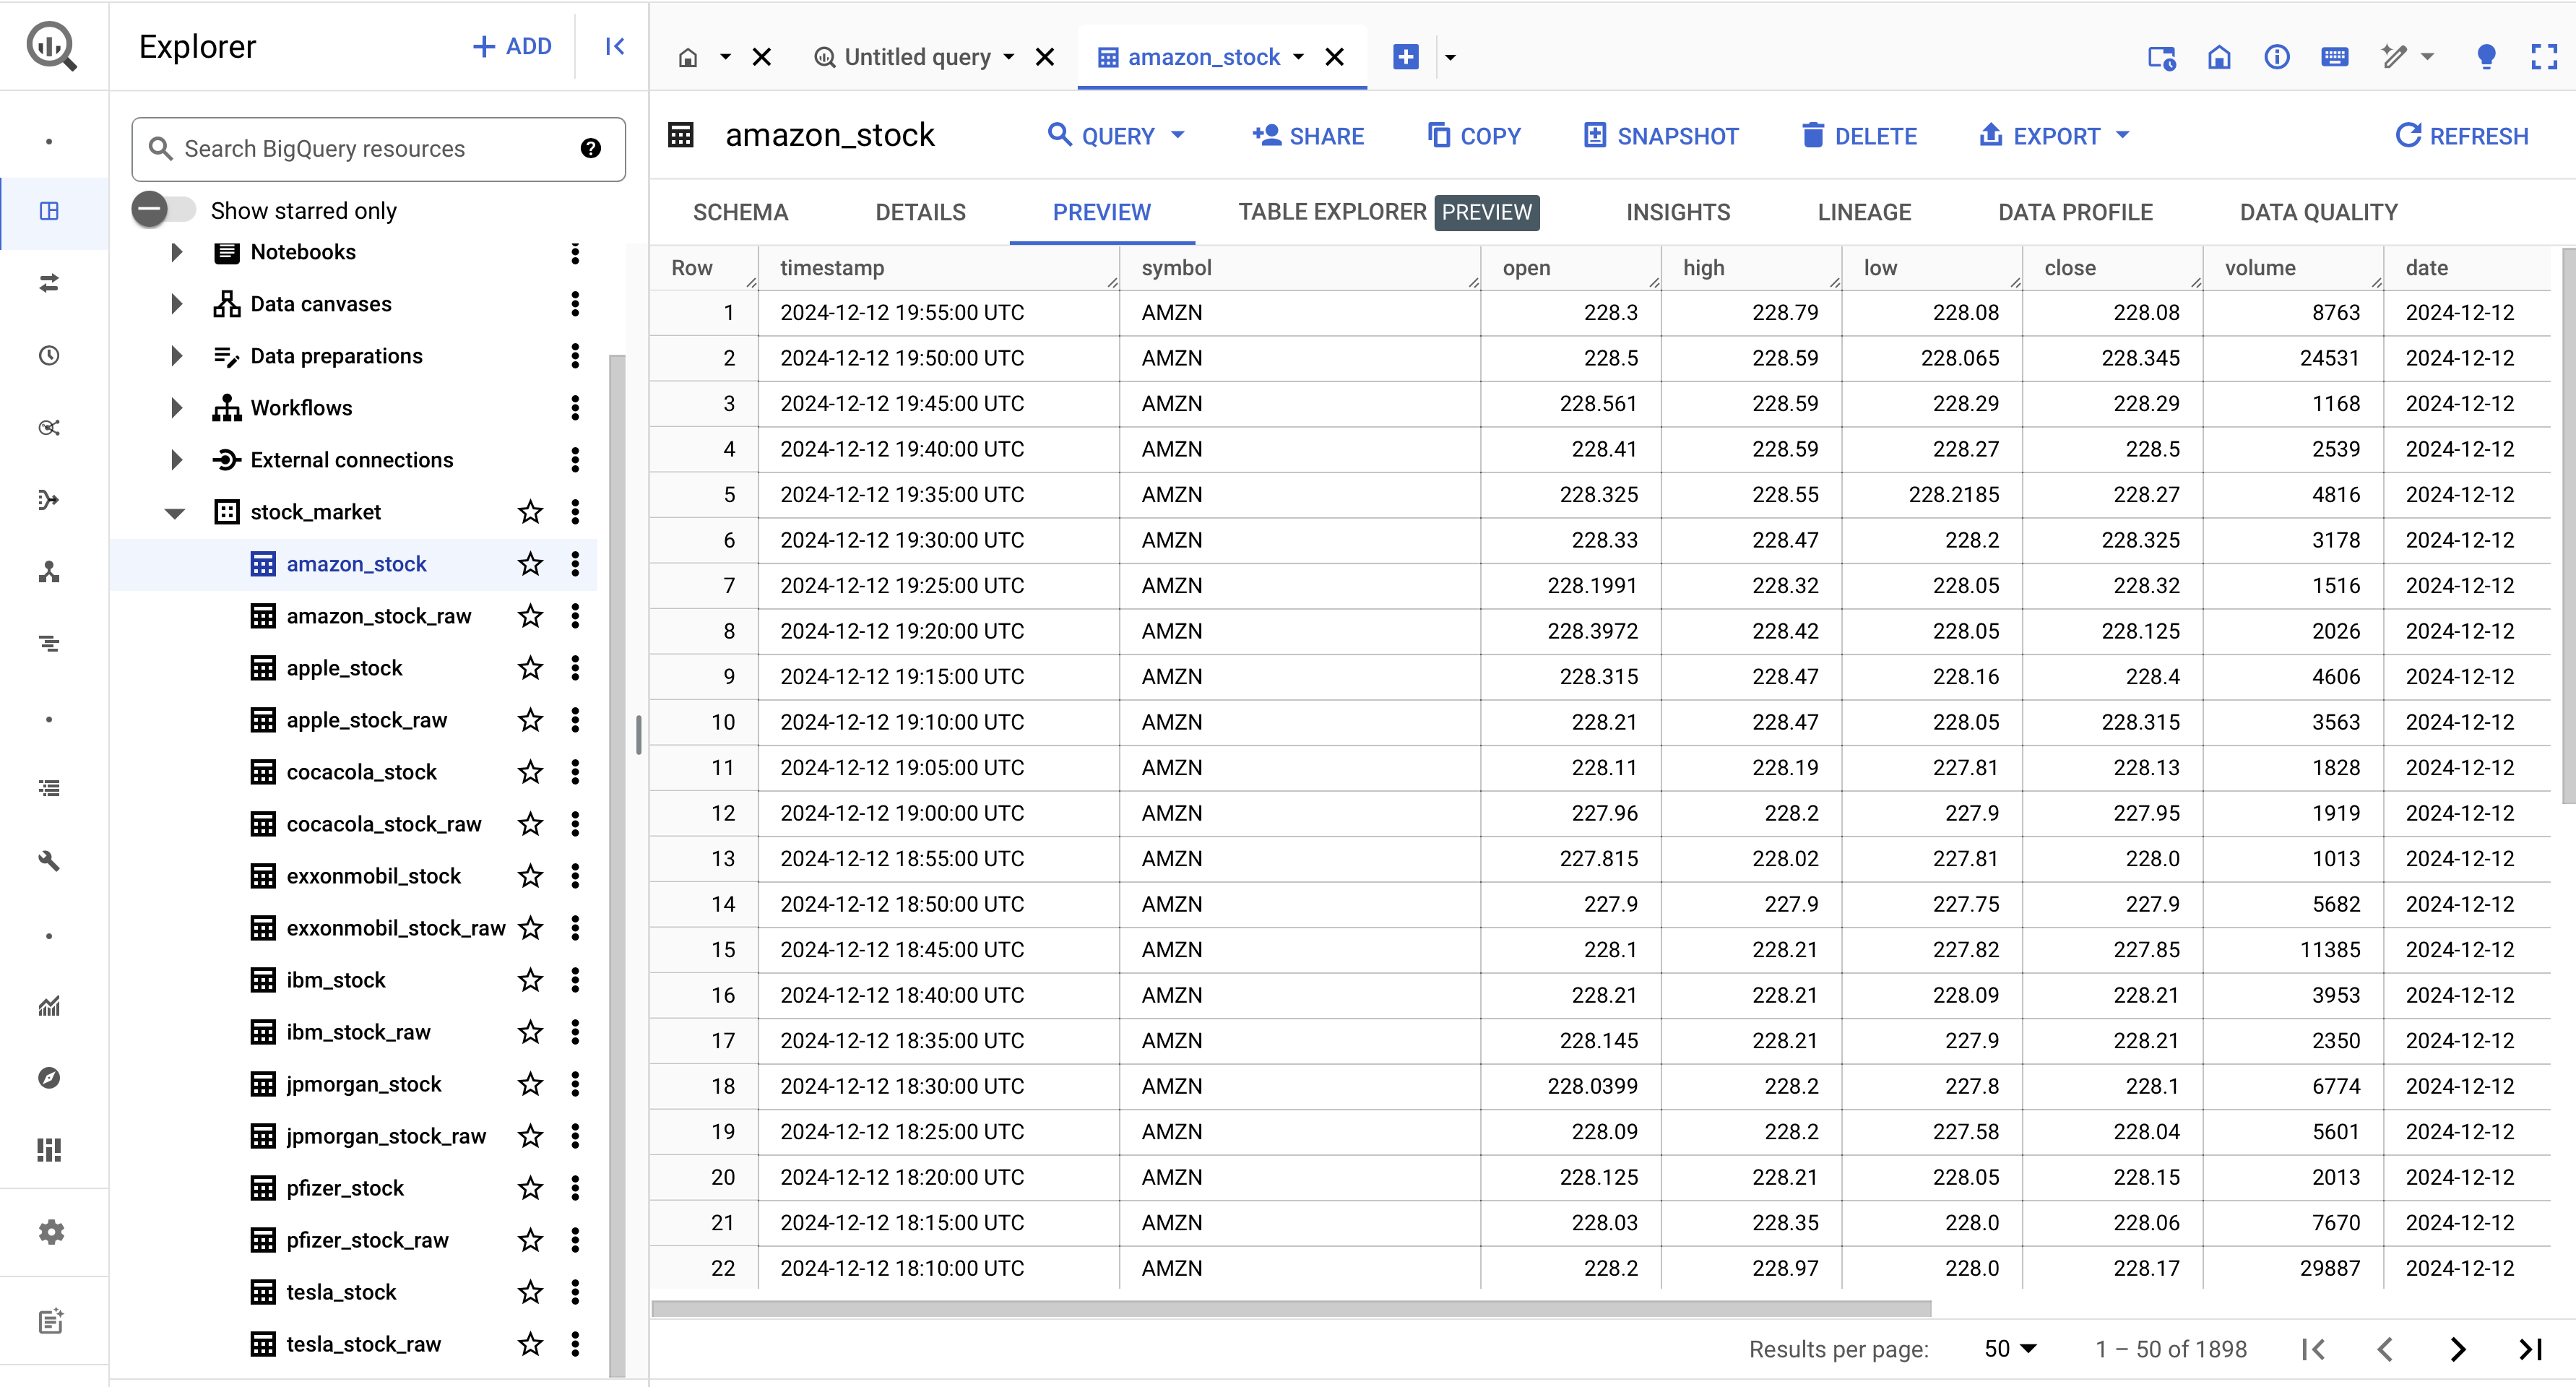 Explorer
+ ADD
Search BigQuery resources
Show starred only
Notebooks
Data canvases
Data preparations
Workflows
External connections
stock_market
amazon_stock
amazon_stock_raw
apple_stock
apple_stock_raw
cocacola_stock
cocacola_stock_raw
exxonmobil_stock
exxonmobil_stock_raw
ibm_stock
ibm_stock_raw
jpmorgan_stock
jpmorgan_stock_raw
pfizer_stock
pfizer_stock_raw
tesla_stock
tesla_stock_raw
Untitled query amazon_stock
amazon_stock QUERY SHARE COPY SNAPSHOT DELETE EXPORT REFRESH
SCHEMA DETAILS PREVIEW TABLE EXPLORER PREVIEW INSIGHTS LINEAGE DATA PROFILE DATA QUALITY
Row timestamp symbol open high low close volume date
1 2024-12-12 19:55:00 UTC AMZN 228.3 228.79 228.08 228.08 8763 2024-12-12
2 2024-12-12 19:50:00 UTC AMZN 228.5 228.59 228.065 228.345 24531 2024-12-12
3 2024-12-12 19:45:00 UTC AMZN 228.561 228.59 228.29 228.29 1168 2024-12-12
4 2024-12-12 19:40:00 UTC AMZN 228.41 228.59 228.27 228.5 2539 2024-12-12
5 2024-12-12 19:35:00 UTC AMZN 228.325 228.55 228.2185 228.27 4816 2024-12-12
6 2024-12-12 19:30:00 UTC AMZN 228.33 228.47 228.2 228.325 3178 2024-12-12
7 2024-12-12 19:25:00 UTC AMZN 228.1991 228.32 228.05 228.32 1516 2024-12-12
8 2024-12-12 19:20:00 UTC AMZN 228.3972 228.42 228.05 228.125 2026 2024-12-12
9 2024-12-12 19:15:00 UTC AMZN 228.315 228.47 228.16 228.4 4606 2024-12-12
10 2024-12-12 19:10:00 UTC AMZN 228.21 228.47 228.05 228.315 3563 2024-12-12
11 2024-12-12 19:05:00 UTC AMZN 228.11 228.19 227.81 228.13 1828 2024-12-12
12 2024-12-12 19:00:00 UTC AMZN 227.96 228.2 227.9 227.95 1919 2024-12-12
13 2024-12-12 18:55:00 UTC AMZN 227.815 228.02 227.81 228.0 1013 2024-12-12
14 2024-12-12 18:50:00 UTC AMZN 227.9 227.9 227.75 227.9 5682 2024-12-12
15 2024-12-12 18:45:00 UTC AMZN 228.1 228.21 227.82 227.85 11385 2024-12-12
16 2024-12-12 18:40:00 UTC AMZN 228.21 228.21 228.09 228.21 3953 2024-12-12
17 2024-12-12 18:35:00 UTC AMZN 228.145 228.21 227.9 228.21 2350 2024-12-12
18 2024-12-12 18:30:00 UTC AMZN 228.0399 228.2 227.8 228.1 6774 2024-12-12
19 2024-12-12 18:25:00 UTC AMZN 228.09 228.2 227.58 228.04 5601 2024-12-12
20 2024-12-12 18:20:00 UTC AMZN 228.125 228.21 228.05 228.15 2013 2024-12-12
21 2024-12-12 18:15:00 UTC AMZN 228.03 228.35 228.0 228.06 7670 2024-12-12
22 2024-12-12 18:10:00 UTC AMZN 228.2 228.97 228.0 228.17 29887 2024-12-12
Results per page: 50 1 – 50 of 1898